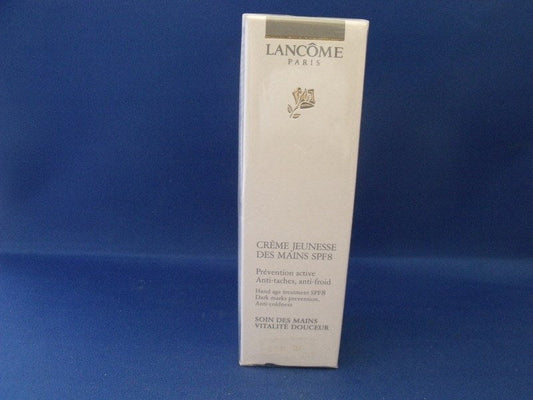 LANCÔME
PARIS
CRÈME JEUNESSE
DES MAINS SPF8
Prévention active
Anti-taches, anti-froid
Hand age treatment SPF8
Dark marks prevention,
Anti-coldness
SOIN DES MAINS
VITALITÉ DOUCEUR